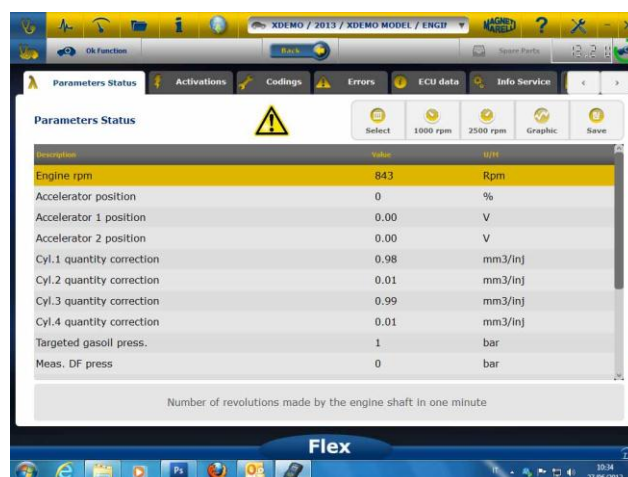 XDEMO / 2013 / XDEMO MODEL / ENGIN
MAGNETI
MARELLI
?
Ok Function
Back
Spare Parts
Parameters Status
Activations
Codings
Errors
ECU data
Info Service
Parameters Status
Select
1000 rpm
2500 rpm
Graphic
Save
Description Value U/M
Engine rpm 843 Rpm
Accelerator position 0 %
Accelerator 1 position 0.00 V
Accelerator 2 position 0.00 V
Cyl.1 quantity correction 0.98 mm3/inj
Cyl.2 quantity correction 0.01 mm3/inj
Cyl.3 quantity correction 0.99 mm3/inj
Cyl.4 quantity correction 0.01 mm3/inj
Targeted gasoil press. 1 bar
Meas. DF press 0 bar
Number of revolutions made by the engine shaft in one minute
Flex
Ps
IT
10:34